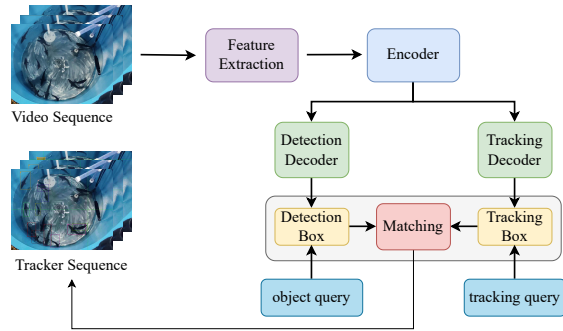 Video Sequence
Feature
Extraction
Encoder
Detection
Decoder
Tracking
Decoder
Tracker Sequence
Detection
Box
Matching
Tracking
Box
object query
tracking query